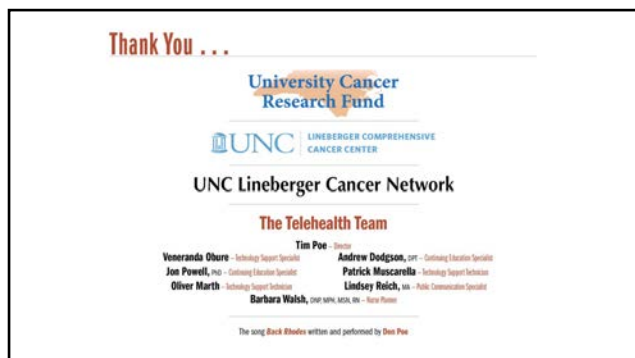 Thank You . . .
University Cancer
Research Fund
UNC LINEBERGER COMPREHENSIVE
CANCER CENTER
UNC Lineberger Cancer Network
The Telehealth Team
Tim Poe – Director
Veneranda Obure – Technology Support Specialist Andrew Dodgson, DPT – Continuing Education Specialist
Jon Powell, PhD – Continuing Education Specialist Patrick Muscarella – Technology Support Technician
Oliver Marth – Technology Support Technician Lindsey Reich, MA – Public Communication Specialist
Barbara Walsh, DNP, MPH, MSN, RN – Nurse Planner
The song Back Rhodes written and performed by Don Poe